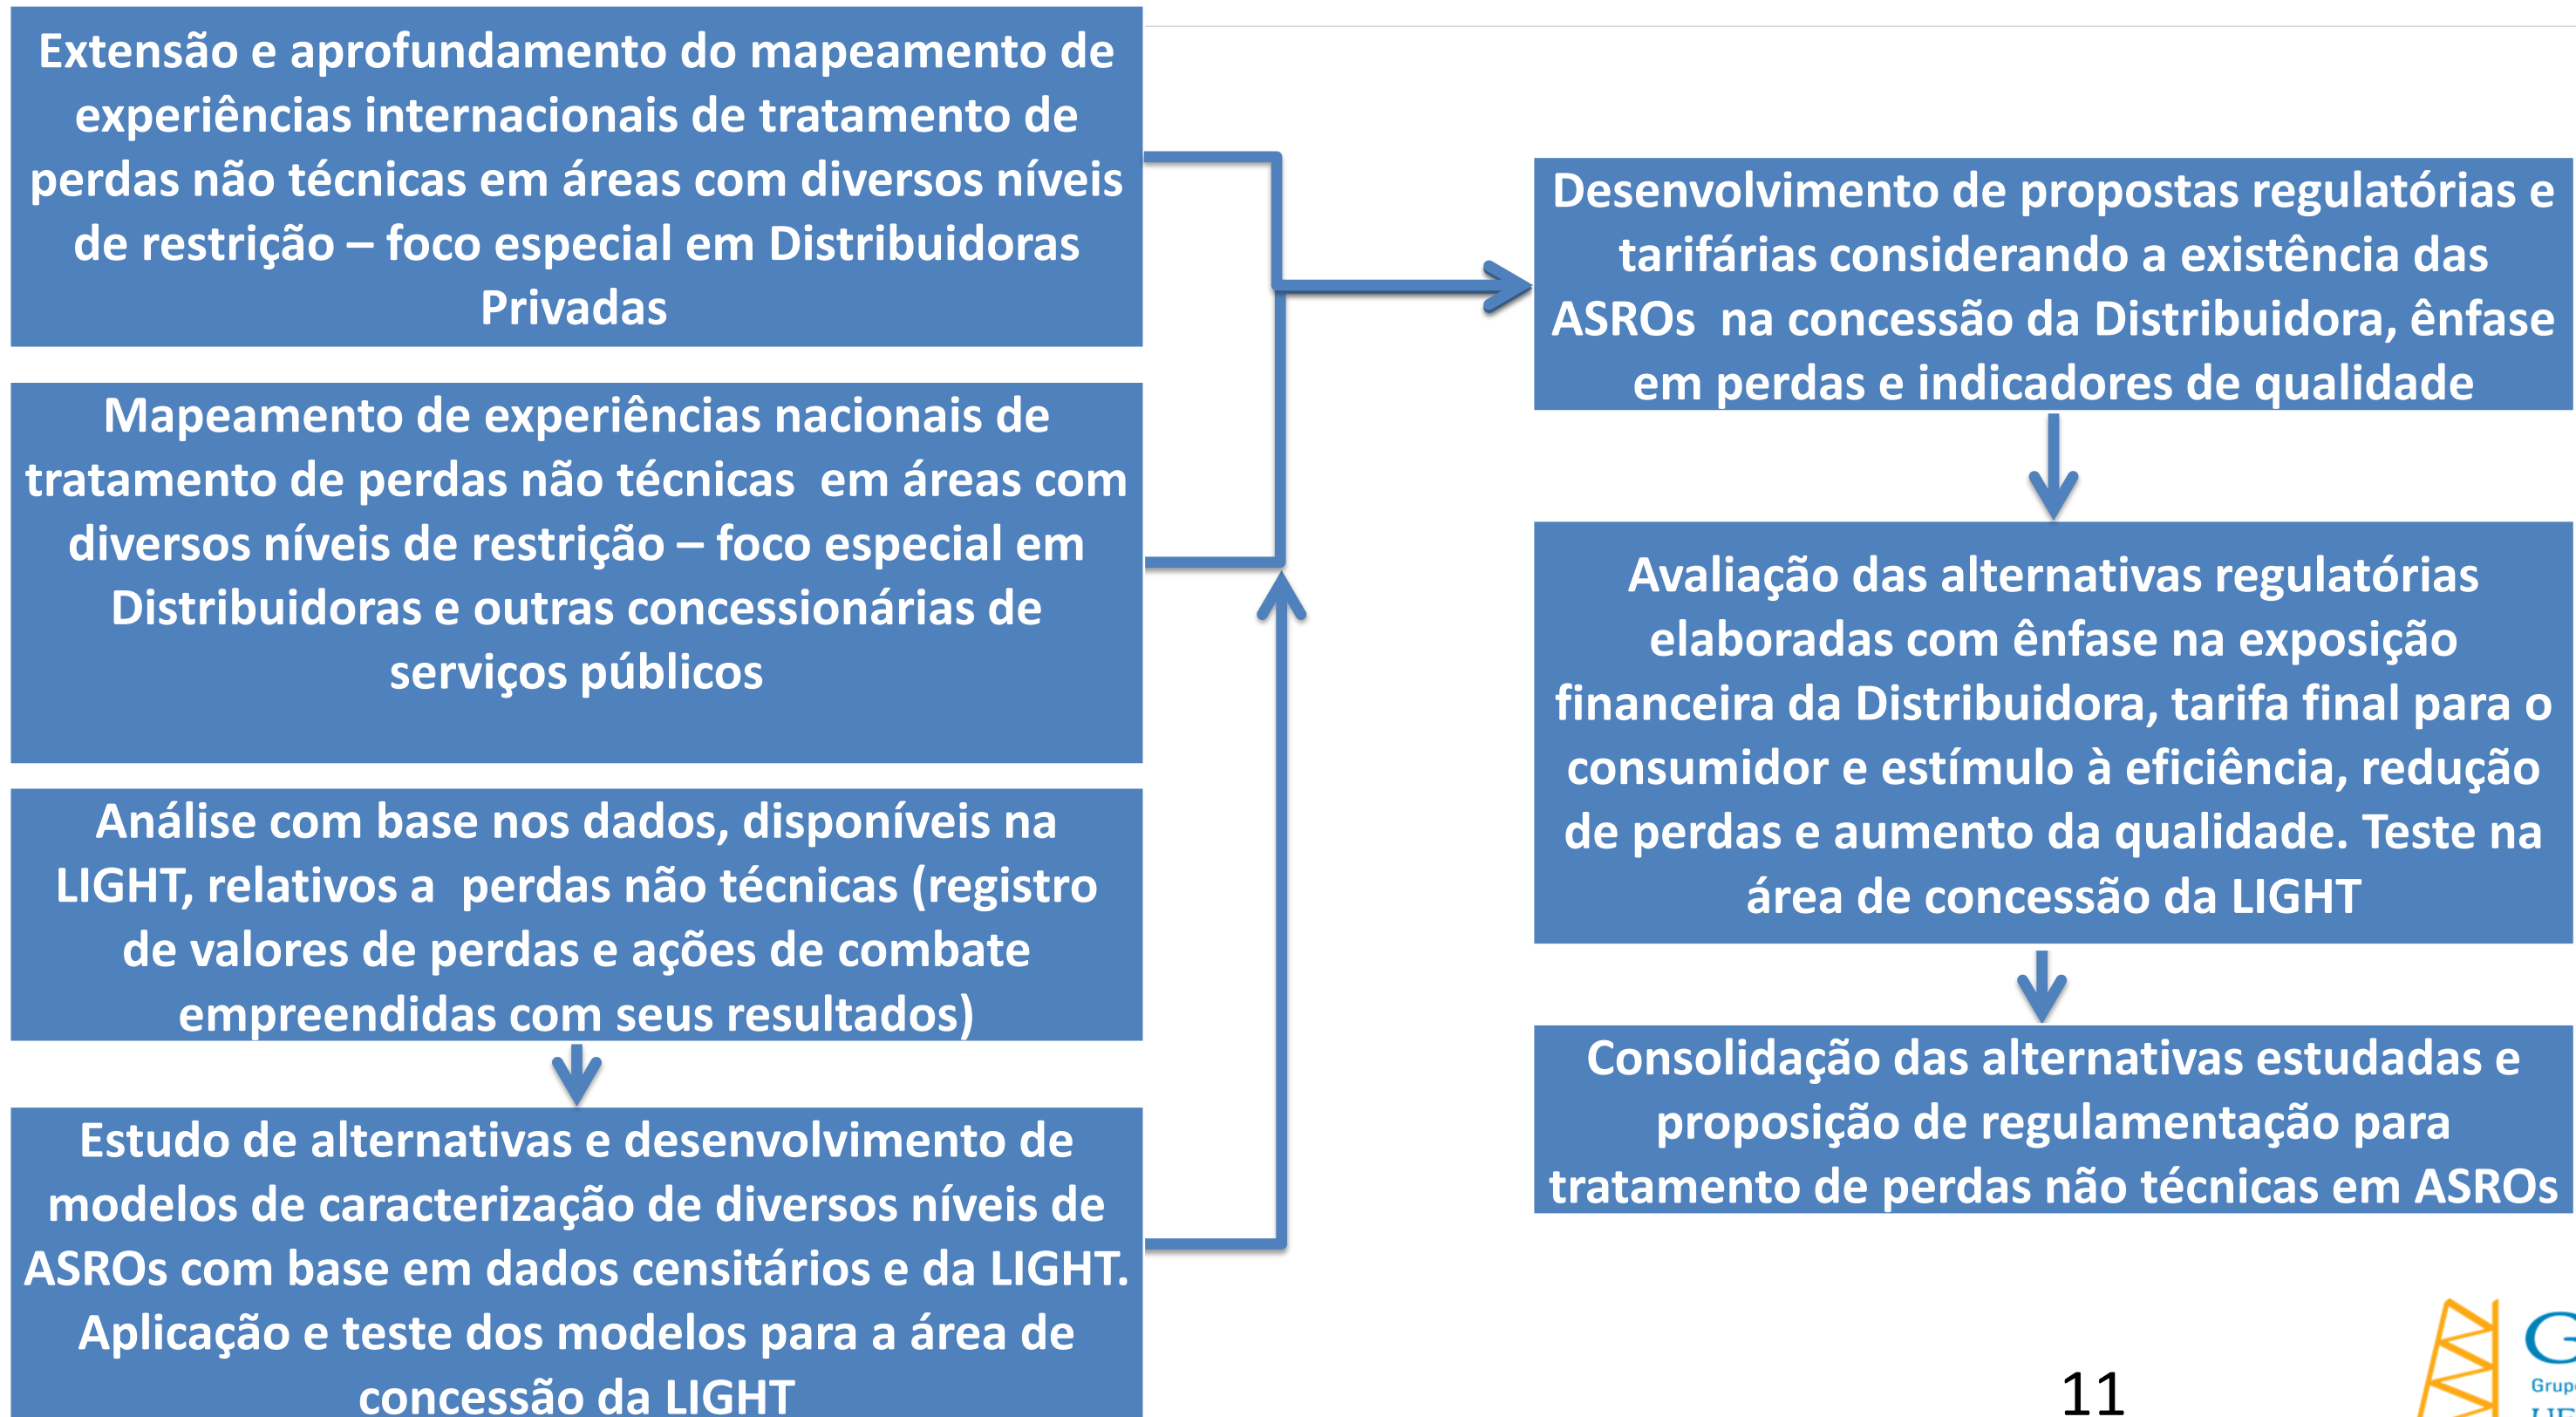 Extensão e aprofundamento do mapeamento de
experiências internacionais de tratamento de
perdas não técnicas em áreas com diversos níveis
de restrição – foco especial em Distribuidoras
Privadas
Mapeamento de experiências nacionais de
tratamento de perdas não técnicas  em áreas com
diversos níveis de restrição – foco especial em
Distribuidoras e outras concessionárias de
serviços públicos
Análise com base nos dados, disponíveis na
LIGHT, relativos a  perdas não técnicas (registro
de valores de perdas e ações de combate
empreendidas com seus resultados)
Estudo de alternativas e desenvolvimento de
modelos de caracterização de diversos níveis de
ASROs com base em dados censitários e da LIGHT.
Aplicação e teste dos modelos para a área de
concessão da LIGHT
Desenvolvimento de propostas regulatórias e
tarifárias considerando a existência das
ASROs  na concessão da Distribuidora, ênfase
em perdas e indicadores de qualidade
Avaliação das alternativas regulatórias
elaboradas com ênfase na exposição
financeira da Distribuidora, tarifa final para o
consumidor e estímulo à eficiência, redução
de perdas e aumento da qualidade. Teste na
área de concessão da LIGHT
Consolidação das alternativas estudadas e
proposição de regulamentação para
tratamento de perdas não técnicas em ASROs
11